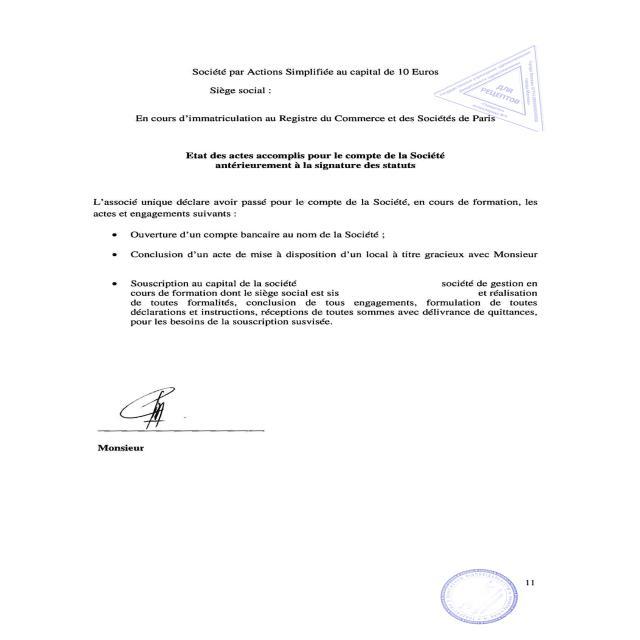 Société par Actions Simplifiée au capital de 10 Euros
Siège social :
En cours d'immatriculation au Registre du Commerce et des Sociétés de Paris
ДЛЯ
РЕЦЕПТОВ
Etat des actes accomplis pour le compte de la Société
antérieurement à la signature des statuts
L'associé unique déclare avoir passé pour le compte de la Société, en cours de formation, les
actes et engagements suivants :
• Ouverture d'un compte bancaire au nom de la Société ;
• Conclusion d'un acte de mise à disposition d'un local à titre gracieux avec Monsieur
• Souscription au capital de la société société de gestion en
cours de formation dont le siège social est sis et réalisation
de toutes formalités, conclusion de tous engagements, formulation de toutes
déclarations et instructions, réceptions de toutes sommes avec délivrance de quittances,
pour les besoins de la souscription susvisée.
Monsieur
11